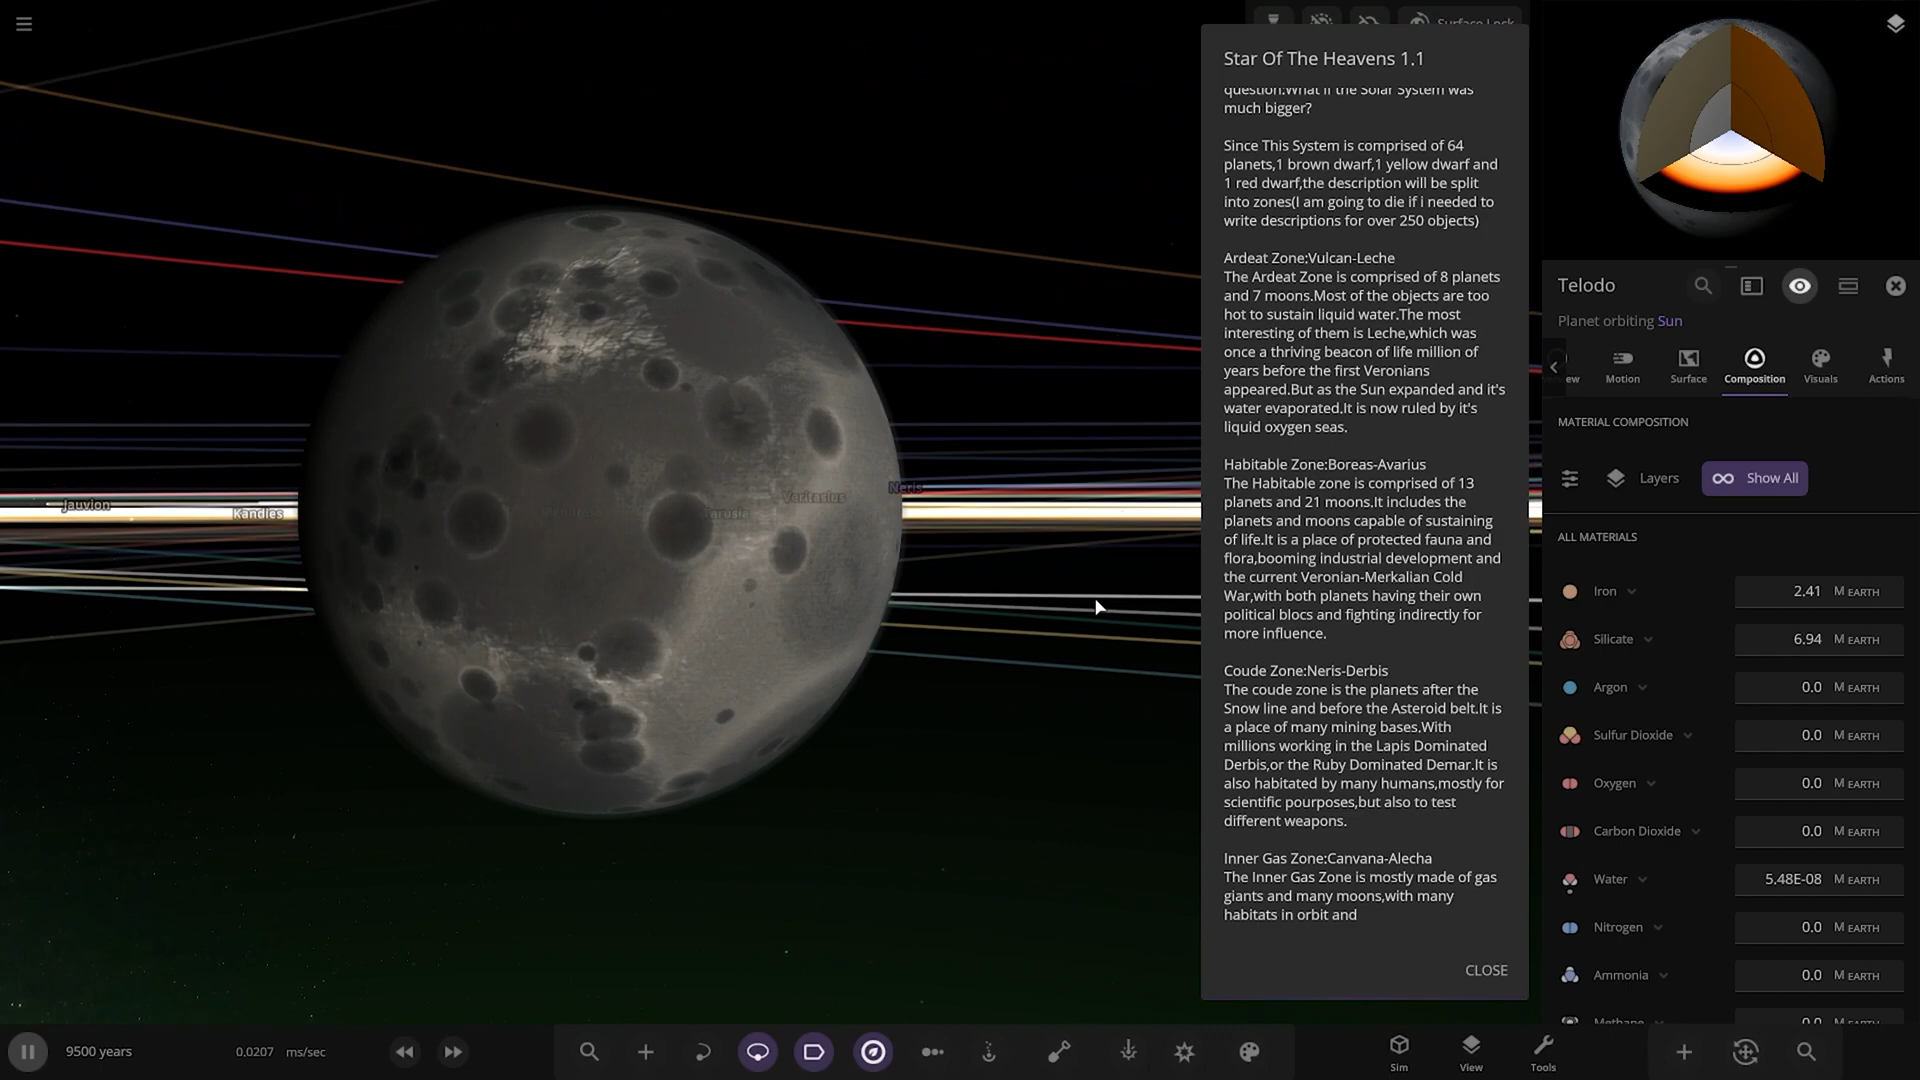 Surface Lock
Star Of The Heavens 1.1
question:What if the Solar System was
much bigger?
Since This System is comprised of 64
planets,1 brown dwarf,1 yellow dwarf and
1 red dwarf,the description will be split
into zones(I am going to die if i needed to
write descriptions for over 250 objects)
Ardeat Zone:Vulcan-Leche
The Ardeat Zone is comprised of 8 planets
and 7 moons.Most of the objects are too
hot to sustain liquid water.The most
interesting of them is Leche,which was
once a thriving beacon of life million of
years before the first Veronians
appeared.But as the Sun expanded and it's
water evaporated.It is now ruled by it's
liquid oxygen seas.
Habitable Zone:Boreas-Avarius
The Habitable zone is comprised of 13
planets and 21 moons.It includes the
planets and moons capable of sustaining
of life.It is a place of protected fauna and
flora,booming industrial development and
the current Veronian-Merkalian Cold
War,with both planets having their own
political blocs and fighting indirectly for
more influence.
Coude Zone:Neris-Derbis
The coude zone is the planets after the
Snow line and before the Asteroid belt.It is
a place of many mining bases.With
millions working in the Lapis Dominated
Derbis,or the Ruby Dominated Demar.It is
also habitated by many humans,mostly for
scientific pourposes,but also to test
different weapons.
Inner Gas Zone:Canvana-Alecha
The Inner Gas Zone is mostly made of gas
giants and many moons,with many
habitats in orbit and
CLOSE
Jauvion
Kandles
Tarusia
Veritasius
Neris
Telodo
Planet orbiting Sun
Motion
Surface
Composition
Visuals
Actions
MATERIAL COMPOSITION
Layers
Show All
ALL MATERIALS
Iron 2.41 M EARTH
Silicate 6.94 M EARTH
Argon 0.0 M EARTH
Sulfur Dioxide 0.0 M EARTH
Oxygen 0.0 M EARTH
Carbon Dioxide 0.0 M EARTH
Water 5.48E-08 M EARTH
Nitrogen 0.0 M EARTH
Ammonia 0.0 M EARTH
Methane 0.0 M EARTH
9500 years
0.0207 ms/sec
Sim
View
Tools